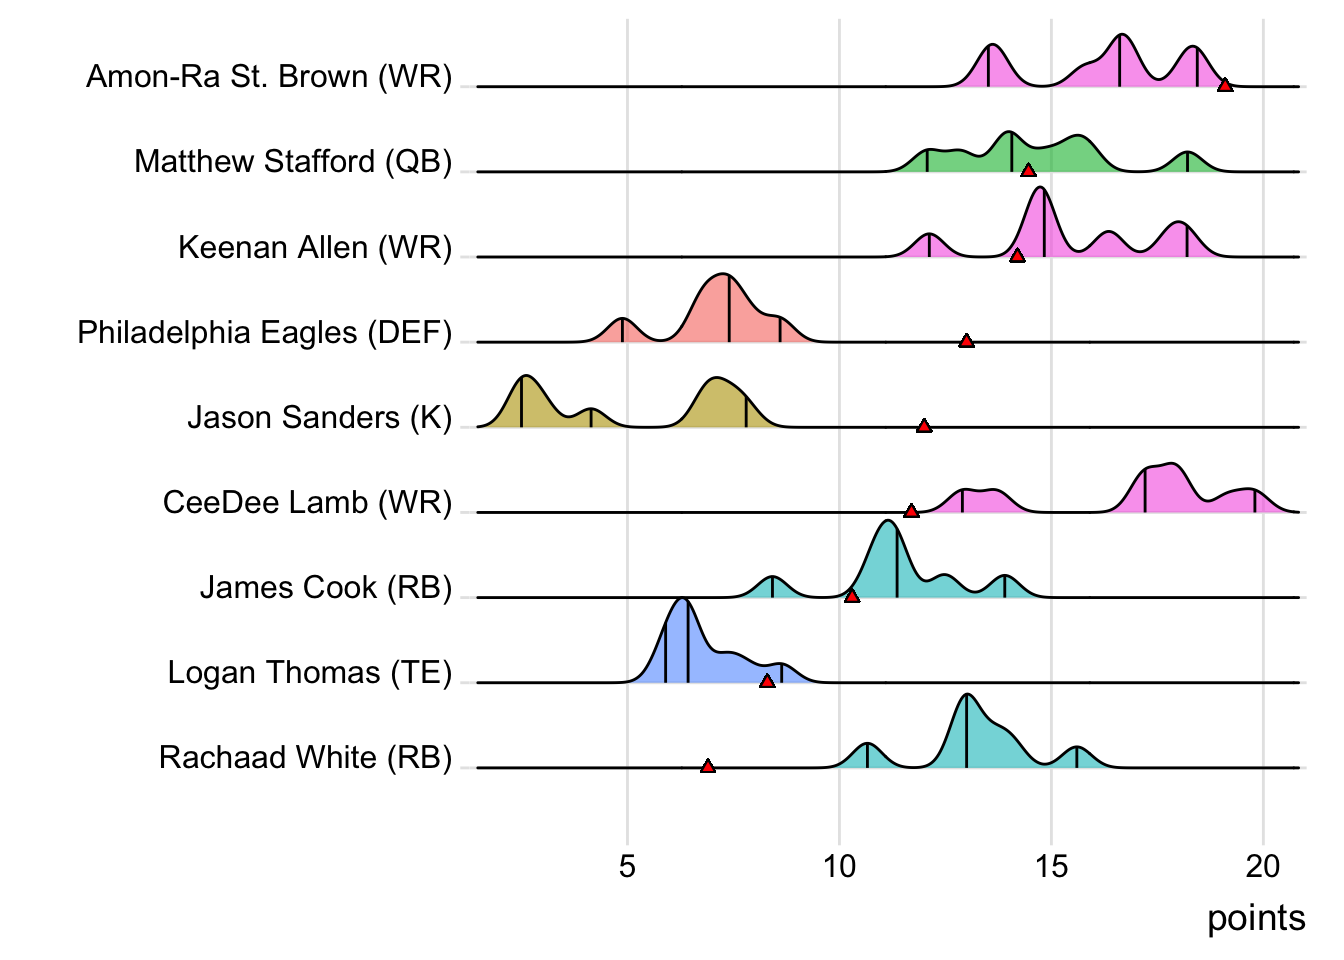 Amon-Ra St. Brown (WR)
Matthew Stafford (QB)
Keenan Allen (WR)
Philadelphia Eagles (DEF)
Jason Sanders (K)
CeeDee Lamb (WR)
James Cook (RB)
Logan Thomas (TE)
Rachaad White (RB)
5 10 15 20
points